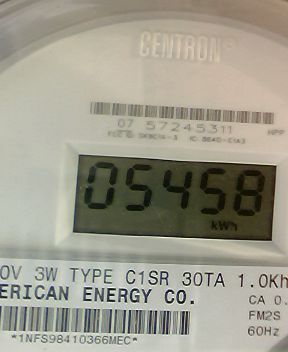 CENTRON®
07 57245311
HPP
05458
kWh
0V 3W TYPE C1SR 30TA 1.0Kh
ERICAN ENERGY CO.
CA 0.
FM2S
60Hz
*1NFS98410366MEC*